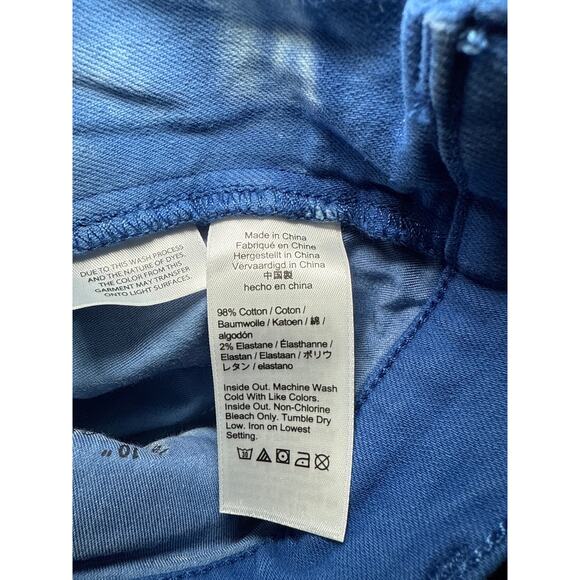 DUE TO THIS WASH PROCESS
AND THE NATURE OF DYES,
THE COLOR FROM THIS
GARMENT MAY TRANSFER
ONTO LIGHT SURFACES.
Made in China
Fabriqué en Chine
Hergestellt in China
Vervaardigd in China
中国製
hecho en china
98% Cotton / Coton /
Baumwolle / Katoen / 綿 /
algodón
2% Elastane / Élasthanne /
Elastan / Elastaan / ポリウ
レタン / elastano
Inside Out. Machine Wash
Cold With Like Colors.
Inside Out. Non-Chlorine
Bleach Only. Tumble Dry
Low. Iron on Lowest
Setting.
10"